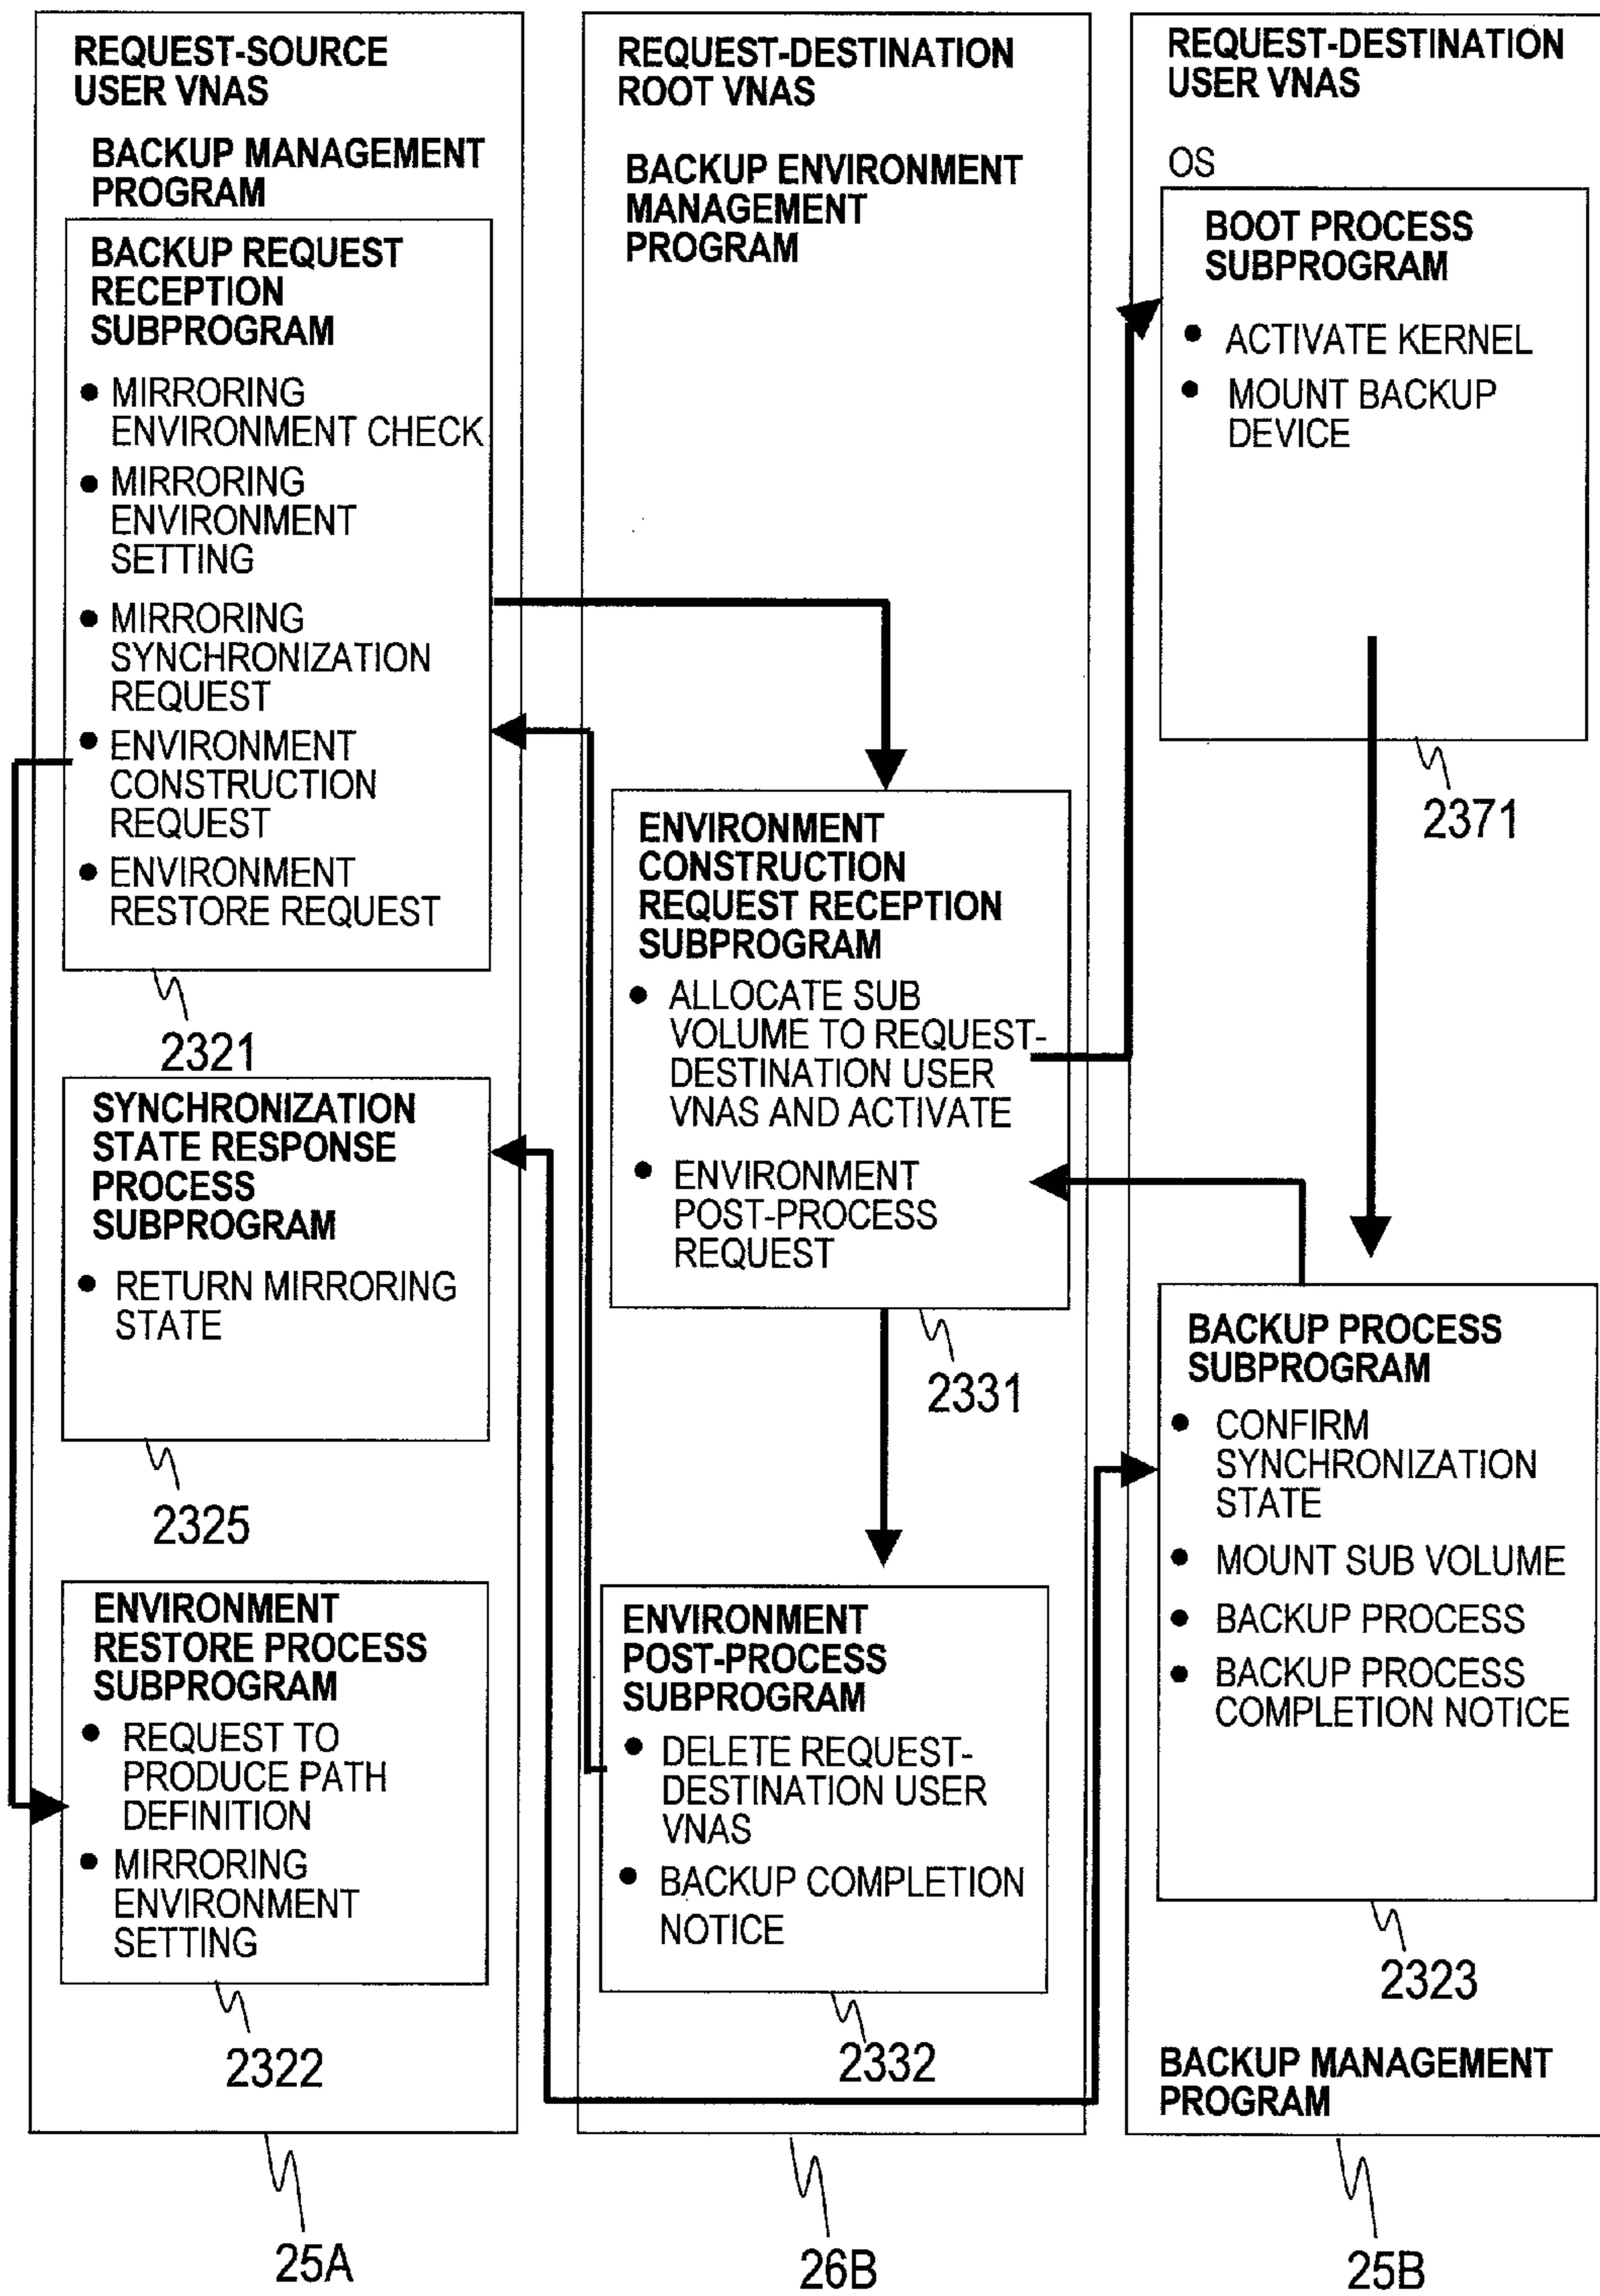 REQUEST-SOURCE
USER VNAS
BACKUP MANAGEMENT
PROGRAM
BACKUP REQUEST
RECEPTION
SUBPROGRAM
● MIRRORING
ENVIRONMENT CHECK
● MIRRORING
ENVIRONMENT
SETTING
● MIRRORING
SYNCHRONIZATION
REQUEST
● ENVIRONMENT
CONSTRUCTION
REQUEST
● ENVIRONMENT
RESTORE REQUEST
2321
SYNCHRONIZATION
STATE RESPONSE
PROCESS
SUBPROGRAM
● RETURN MIRRORING
STATE
2325
ENVIRONMENT
RESTORE PROCESS
SUBPROGRAM
● REQUEST TO
PRODUCE PATH
DEFINITION
● MIRRORING
ENVIRONMENT
SETTING
2322
25A
REQUEST-DESTINATION
ROOT VNAS
BACKUP ENVIRONMENT
MANAGEMENT
PROGRAM
ENVIRONMENT
CONSTRUCTION
REQUEST RECEPTION
SUBPROGRAM
● ALLOCATE SUB
VOLUME TO REQUEST-
DESTINATION USER
VNAS AND ACTIVATE
● ENVIRONMENT
POST-PROCESS
REQUEST
2331
ENVIRONMENT
POST-PROCESS
SUBPROGRAM
● DELETE REQUEST-
DESTINATION USER
VNAS
● BACKUP COMPLETION
NOTICE
2332
26B
REQUEST-DESTINATION
USER VNAS
OS
BOOT PROCESS
SUBPROGRAM
● ACTIVATE KERNEL
● MOUNT BACKUP
DEVICE
2371
BACKUP PROCESS
SUBPROGRAM
● CONFIRM
SYNCHRONIZATION
STATE
● MOUNT SUB VOLUME
● BACKUP PROCESS
● BACKUP PROCESS
COMPLETION NOTICE
2323
BACKUP MANAGEMENT
PROGRAM
25B